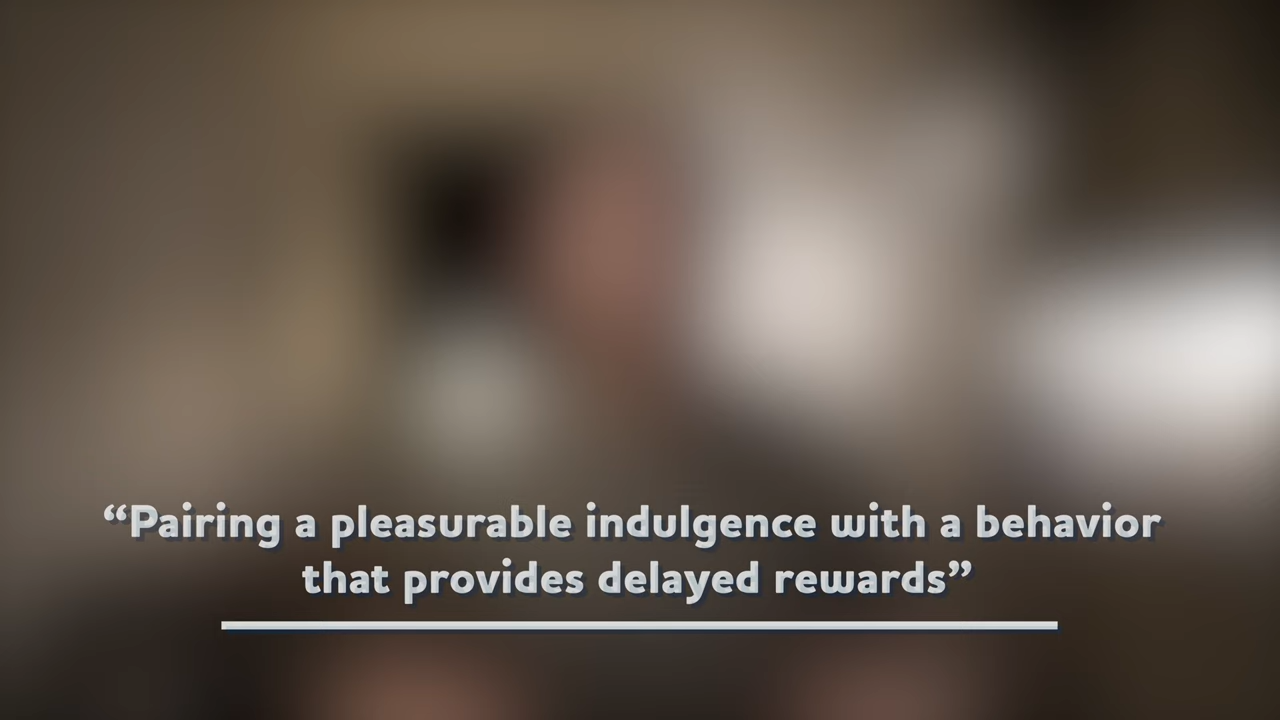 “Pairing a pleasurable indulgence with a behavior
that provides delayed rewards”